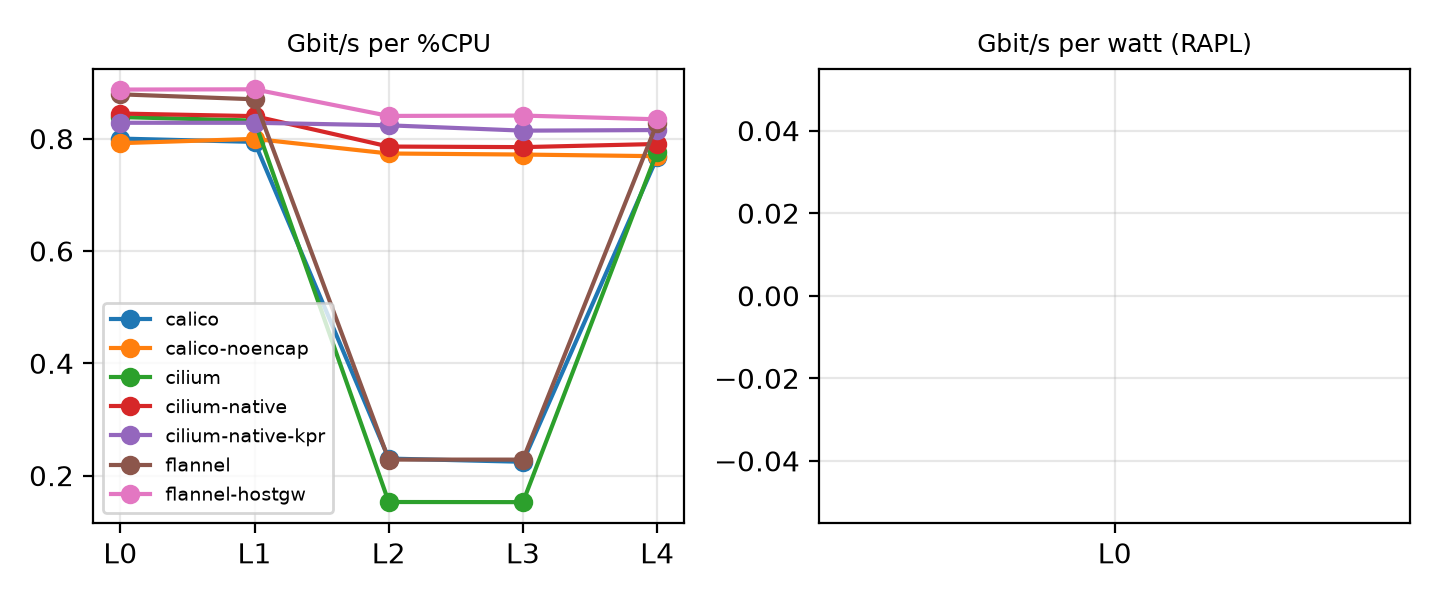 Gbit/s per %CPU
0.8
0.6
0.4
0.2
calico
calico-noencap
cilium
cilium-native
cilium-native-kpr
flannel
flannel-hostgw
L0 L1 L2 L3 L4
Gbit/s per watt (RAPL)
0.04
0.02
0.00
−0.02
−0.04
L0